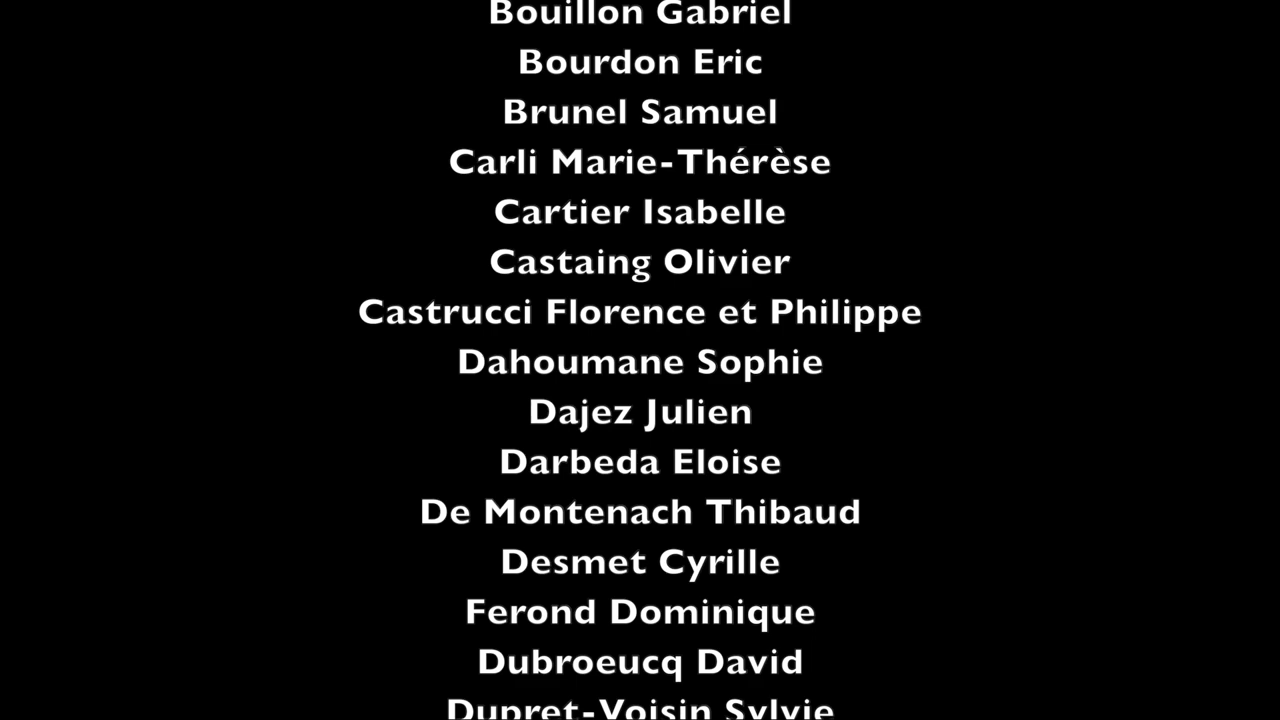 Bouillon Gabriel
Bourdon Eric
Brunel Samuel
Carli Marie-Thérèse
Cartier Isabelle
Castaing Olivier
Castrucci Florence et Philippe
Dahoumane Sophie
Dajez Julien
Darbeda Eloise
De Montenach Thibaud
Desmet Cyrille
Ferond Dominique
Dubroeucq David
Dupret-Voisin Sylvie